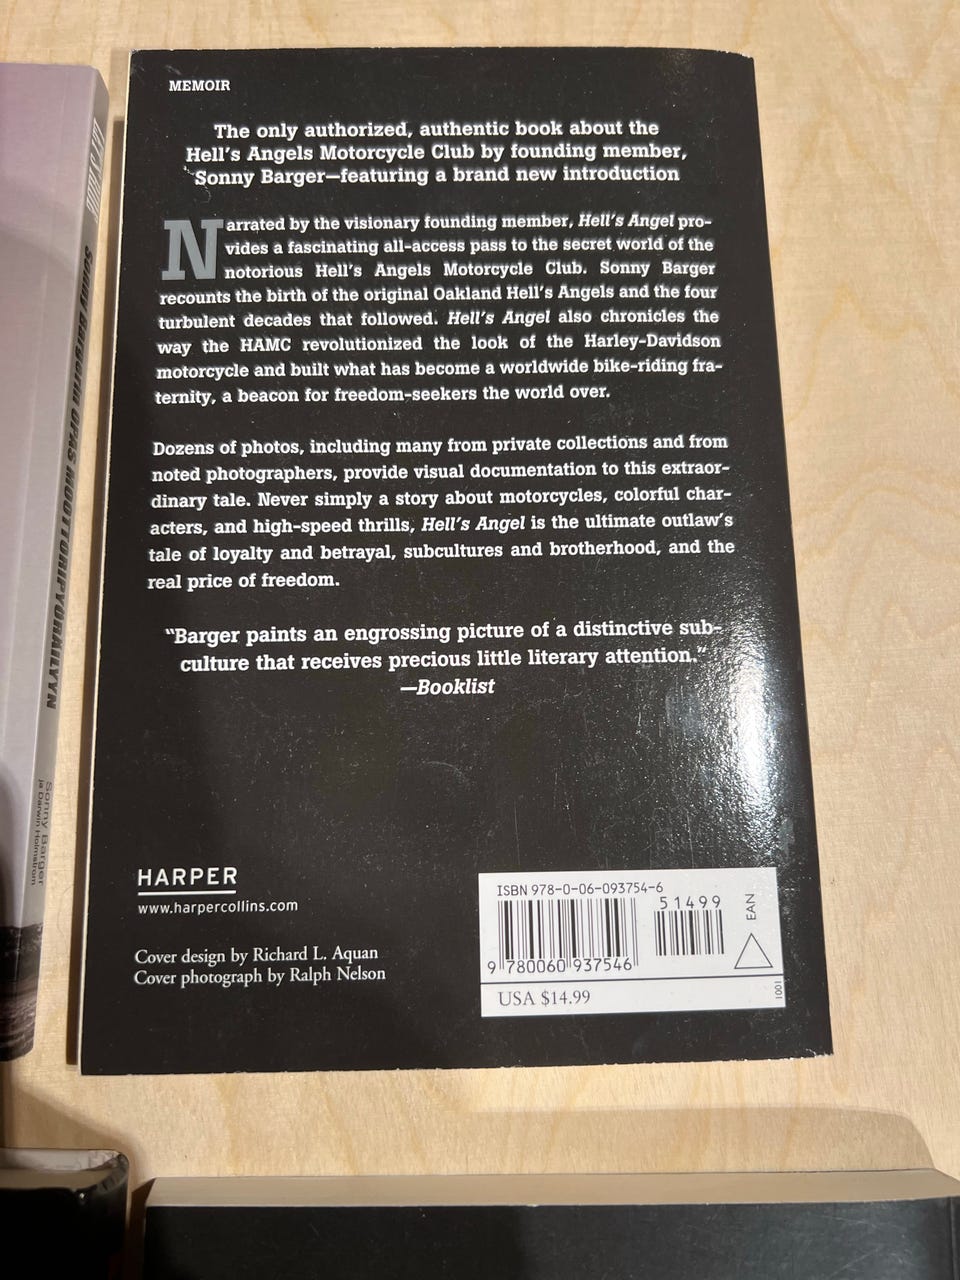 MEMOIR
The only authorized, authentic book about the
Hell's Angels Motorcycle Club by founding member,
Sonny Barger—featuring a brand new introduction
Narrated by the visionary founding member, Hell's Angel pro-
vides a fascinating all-access pass to the secret world of the
notorious Hell's Angels Motorcycle Club. Sonny Barger
recounts the birth of the original Oakland Hell's Angels and the four
turbulent decades that followed. Hell's Angel also chronicles the
way the HAMC revolutionized the look of the Harley-Davidson
motorcycle and built what has become a worldwide bike-riding fra-
ternity, a beacon for freedom-seekers the world over.
Dozens of photos, including many from private collections and from
noted photographers, provide visual documentation to this extraor-
dinary tale. Never simply a story about motorcycles, colorful char-
acters, and high-speed thrills, Hell's Angel is the ultimate outlaw's
tale of loyalty and betrayal, subcultures and brotherhood, and the
real price of freedom.
"Barger paints an engrossing picture of a distinctive sub-
culture that receives precious little literary attention."
—Booklist
HARPER
www.harpercollins.com
Cover design by Richard L. Aquan
Cover photograph by Ralph Nelson
ISBN 978-0-06-093754-6
51499
EAN
9 780060 937546
USA $14.99
1001
Sonny Bargerin OPAS MOOTTORIPYÖRÄILYYN
Sonny Barger
ja Darwin Holmstrom